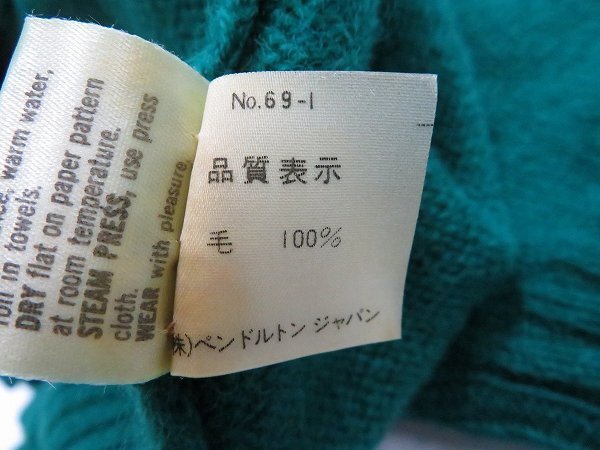 warm water,
roll in towels.
DRY flat on paper pattern
at room temperature.
STEAM PRESS, use press
cloth.
WEAR with pleasure.
No.69-1
品質表示
毛 100%
(株)ペンドルトン ジャパン